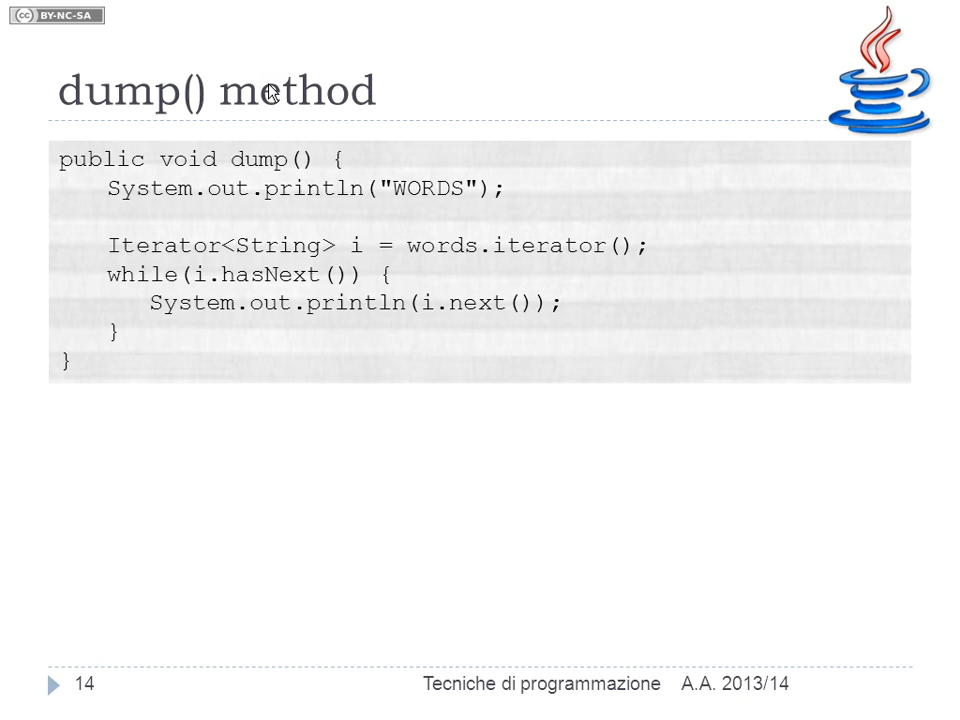 cc BY-NC-SA
dump() method
public void dump() {
System.out.println("WORDS");
Iterator<String> i = words.iterator();
while(i.hasNext()) {
System.out.println(i.next());
}
}
14 Tecniche di programmazione A.A. 2013/14